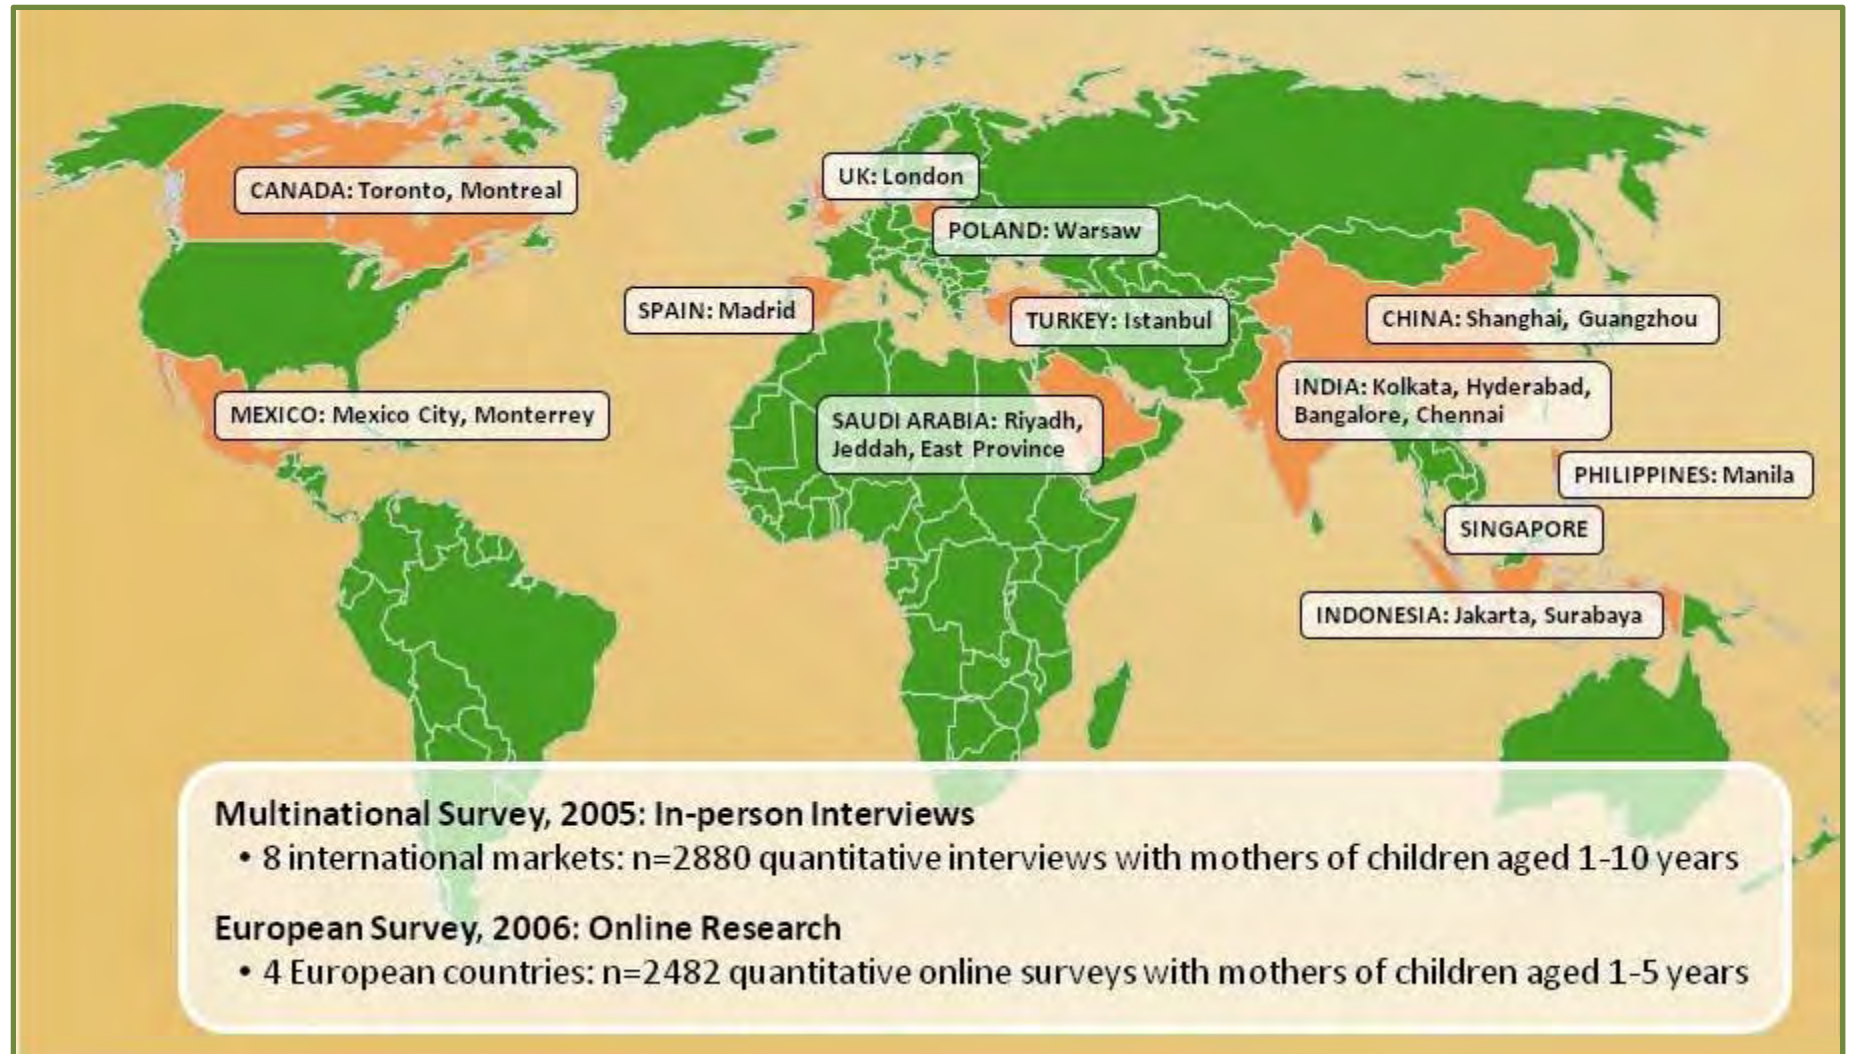 CANADA: Toronto, Montreal
UK: London
POLAND: Warsaw
SPAIN: Madrid
TURKEY: Istanbul
CHINA: Shanghai, Guangzhou
MEXICO: Mexico City, Monterrey
SAUDI ARABIA: Riyadh,
Jeddah, East Province
INDIA: Kolkata, Hyderabad,
Bangalore, Chennai
PHILIPPINES: Manila
SINGAPORE
INDONESIA: Jakarta, Surabaya
Multinational Survey, 2005: In-person Interviews
• 8 international markets: n=2880 quantitative interviews with mothers of children aged 1-10 years
European Survey, 2006: Online Research
• 4 European countries: n=2482 quantitative online surveys with mothers of children aged 1-5 years